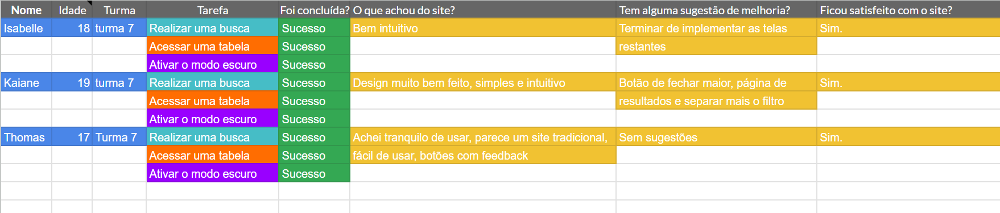 Nome Idade Turma Tarefa Foi concluída? O que achou do site? Tem alguma sugestão de melhoria? Ficou satisfeito com o site?
Isabelle 18 turma 7 Realizar uma busca Sucesso Bem intuitivo Terminar de implementar as telas Sim.
Acessar uma tabela Sucesso restantes
Ativar o modo escuro Sucesso
Kaiane 19 turma 7 Realizar uma busca Sucesso Design muito bem feito, simples e intuitivo Botão de fechar maior, página de Sim.
Acessar uma tabela Sucesso resultados e separar mais o filtro
Ativar o modo escuro Sucesso
Thomas 17 Turma 7 Realizar uma busca Sucesso Achei tranquilo de usar, parece um site tradicional, Sem sugestões Sim.
Acessar uma tabela Sucesso fácil de usar, botões com feedback
Ativar o modo escuro Sucesso